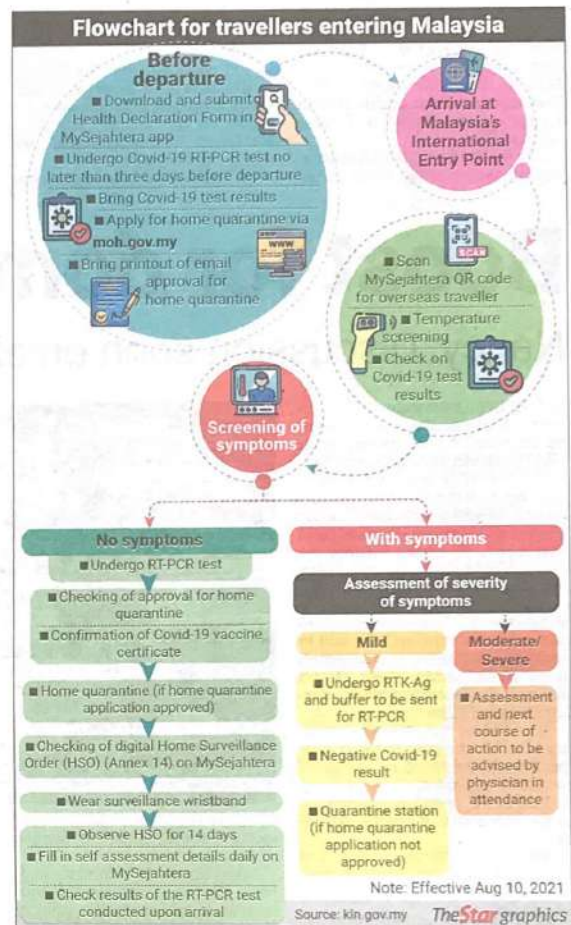 Flowchart for travellers entering Malaysia
Before
departure
■ Download and submit
Health Declaration Form in
MySejahtera app
■ Undergo Covid-19 RT-PCR test no
later than three days before departure
■ Bring Covid-19 test results
■ Apply for home quarantine via
moh.gov.my
WWW
■ Bring printout of email
approval for
home quarantine
Arrival at
Malaysia's
International
Entry Point
SCAN
■ Scan
MySejahtera QR code
for overseas traveller
■ Temperature
screening
■ Check on
Covid-19 test
results
Screening of
symptoms
No symptoms
■ Undergo RT-PCR test
■ Checking of approval for home
quarantine
■ Confirmation of Covid-19 vaccine
certificate
■ Home quarantine (if home quarantine
application approved)
■ Checking of digital Home Surveillance
Order (HSO) (Annex 14) on MySejahtera
■ Wear surveillance wristband
■ Observe HSO for 14 days
■ Fill in self assessment details daily on
MySejahtera
■ Check results of the RT-PCR test
conducted upon arrival
With symptoms
Assessment of severity
of symptoms
Mild
■ Undergo RTK-Ag
and buffer to be sent
for RT-PCR
■ Negative Covid-19
result
■ Quarantine station
(if home quarantine
application not
approved)
Moderate/
Severe
■ Assessment
and next
course of
action to be
advised by
physician in
attendance
Note: Effective Aug 10, 2021
Source: kln.gov.my TheStar graphics